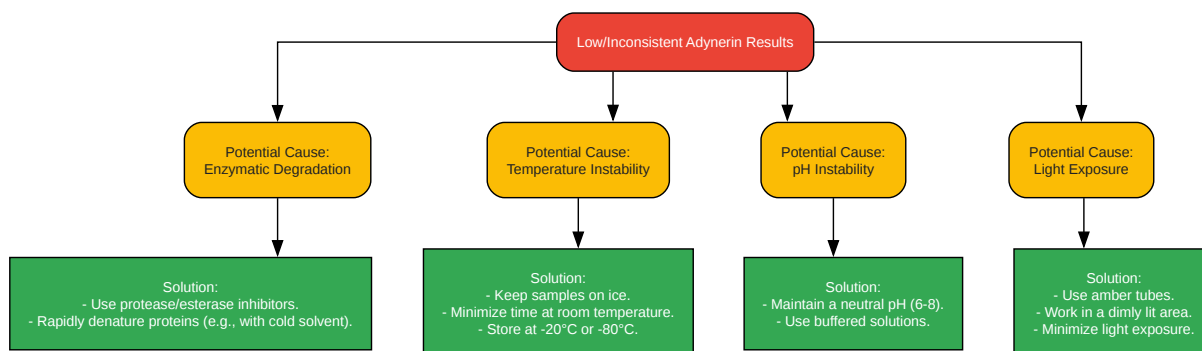 Low/Inconsistent Adynerin Results
Potential Cause:
Enzymatic Degradation
Potential Cause:
Temperature Instability
Potential Cause:
pH Instability
Potential Cause:
Light Exposure
Solution:
- Use protease/esterase inhibitors.
- Rapidly denature proteins (e.g., with cold solvent).
Solution:
- Keep samples on ice.
- Minimize time at room temperature.
- Store at -20°C or -80°C.
Solution:
- Maintain a neutral pH (6-8).
- Use buffered solutions.
Solution:
- Use amber tubes.
- Work in a dimly lit area.
- Minimize light exposure.